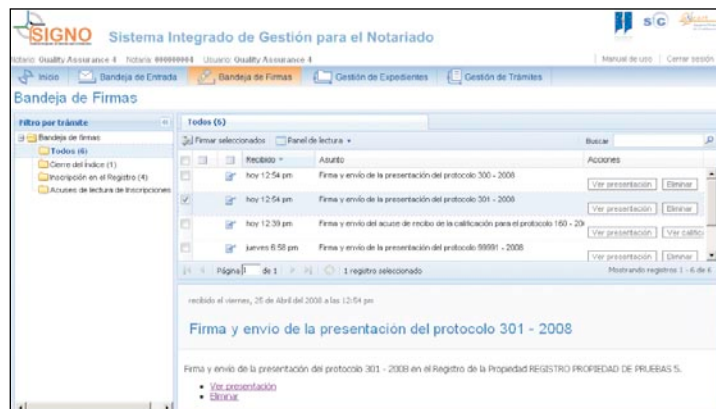 SIGNO
Sistema Integrado de Gestión para el Notariado
sic
Notario: Quality Assurance 4 Notaría: 000000004 Usuario: Quality Assurance 4
Manual de uso | Cerrar sesión
Inicio
Bandeja de Entrada
Bandeja de Firmas
Gestión de Expedientes
Gestión de Trámites
Bandeja de Firmas
Filtro por trámite
Bandeja de firmas
Todos (6)
Cierre del Índice (1)
Inscripción en el Registro (4)
Acuses de lectura de Inscripciones
Todos (6)
Firmar seleccionados Panel de lectura
Buscar
Recibido Asunto Acciones
hoy 12:54 pm Firma y envío de la presentación del protocolo 300 - 2008 Ver presentación Eliminar
hoy 12:54 pm Firma y envío de la presentación del protocolo 301 - 2008 Ver presentación Eliminar
hoy 12:39 pm Firma y envío del acuse de recibo de la calificación para el protocolo 160 - 20 Ver presentación Ver califica
jueves 6:58 pm Firma y envío de la presentación del protocolo 99991 - 2008 Ver presentación Eliminar
Página 1 de 1 1 registro seleccionado Mostrando registros 1 - 6 de 6
recibido el viernes, 25 de Abril del 2008 a las 12:54 pm
Firma y envío de la presentación del protocolo 301 - 2008
Firma y envío de la presentación del protocolo 301 - 2008 en el Registro de la Propiedad REGISTRO PROPIEDAD DE PRUEBAS 5.
Ver presentación
Eliminar